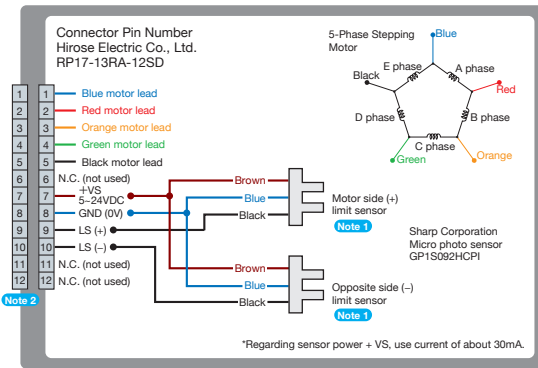 Connector Pin Number
Hirose Electric Co., Ltd.
RP17-13RA-12SD
5-Phase Stepping
Motor
Blue
E phase
A phase
Black
Red
D phase
B phase
C phase
Green
Orange
1 1 Blue motor lead
2 2 Red motor lead
3 3 Orange motor lead
4 4 Green motor lead
5 5 Black motor lead
6 6 N.C. (not used)
7 7 +VS
5~24VDC
8 8 GND (0V)
9 9 LS (+)
10 10 LS (−)
11 11 N.C. (not used)
12 12 N.C. (not used)
Note 2
Brown
Blue
Black
Motor side (+)
limit sensor
Note 1
Brown
Blue
Black
Opposite side (−)
limit sensor
Note 1
Sharp Corporation
Micro photo sensor
GP1S092HCPI
*Regarding sensor power + VS, use current of about 30mA.